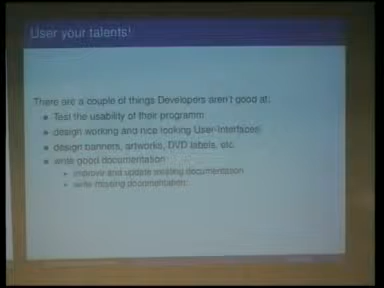 User your talents!
There are a couple of things Developers aren't good at:
Test the usability of their programm
design working and nice looking User-Interfaces
design banners, artworks, DVD labels, etc.
write good documentation
improve and update existing documentation
write missing documentation